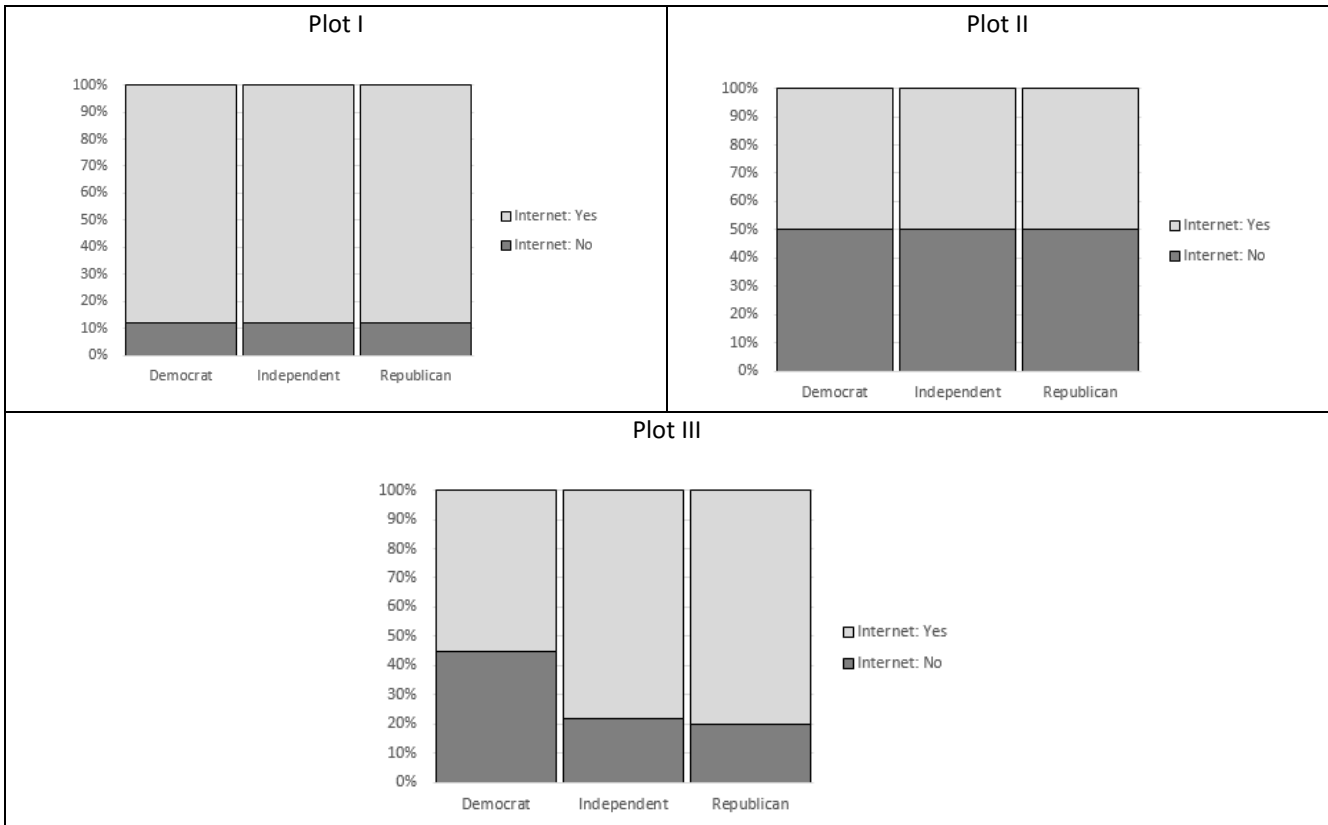 Plot I
100%
90%
80%
70%
60%
50%
40%
30%
20%
10%
0%
Democrat Independent Republican
Internet: Yes
Internet: No
Plot II
100%
90%
80%
70%
60%
50%
40%
30%
20%
10%
0%
Democrat Independent Republican
Internet: Yes
Internet: No
Plot III
100%
90%
80%
70%
60%
50%
40%
30%
20%
10%
0%
Democrat Independent Republican
Internet: Yes
Internet: No